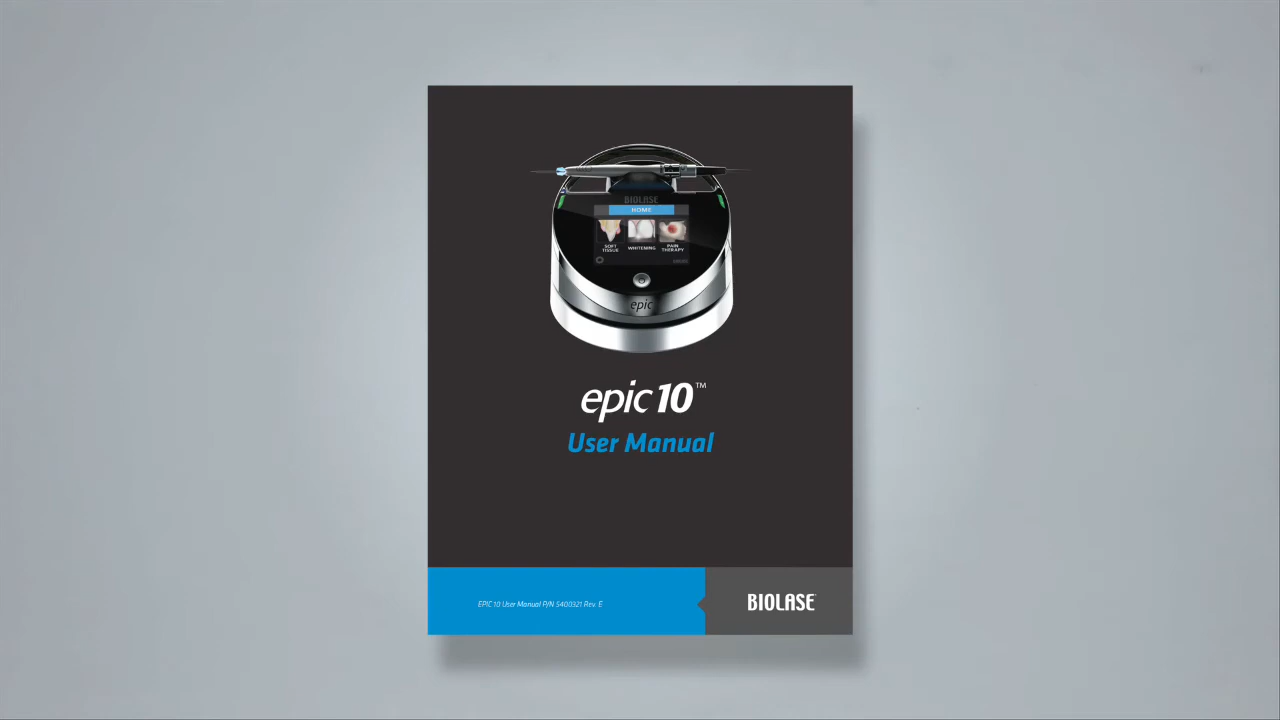 BIOLASE
HOME
SOFT TISSUE
WHITENING
PAIN THERAPY
epic
epic 10™
User Manual
EPIC 10 User Manual P/N 5400321 Rev. E
BIOLASE